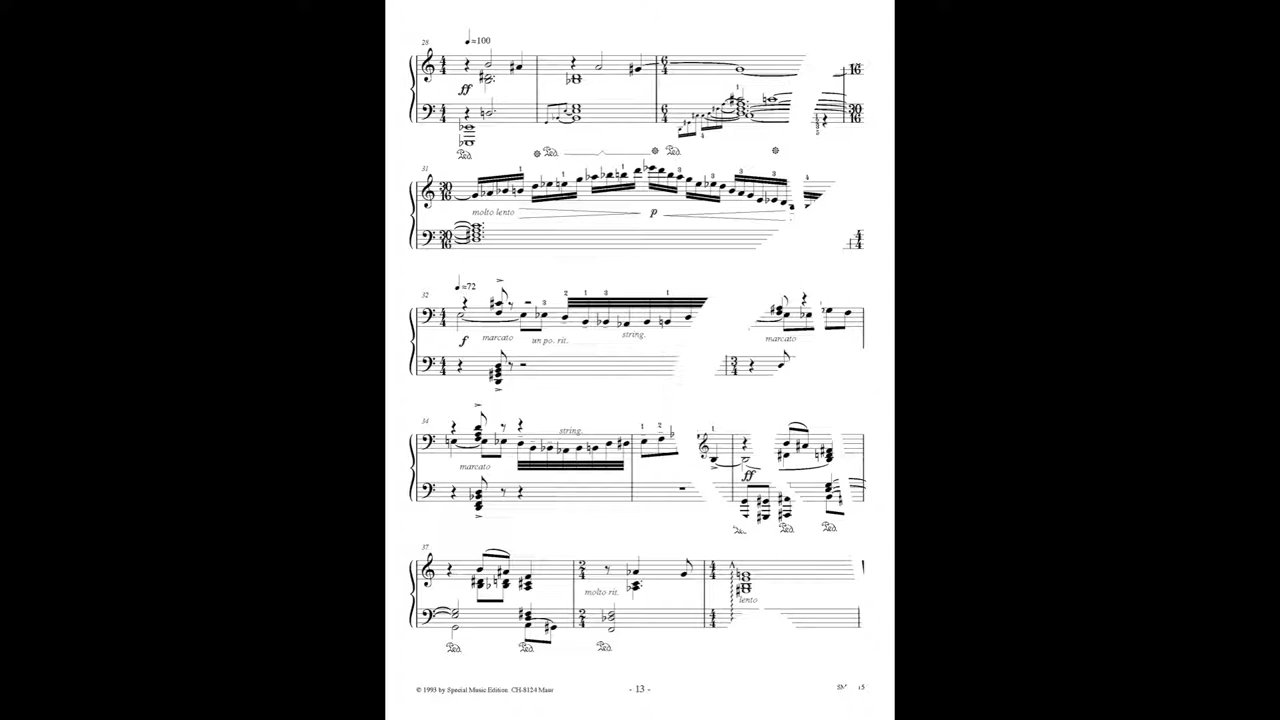 28 ≈100
ff
31
molto lento p
32 ≈72
f marcato un po. rit. string. marcato
34 string.
marcato ff
37
molto rit. lento
© 1993 by Special Music Edition CH-8124 Maur - 13 -